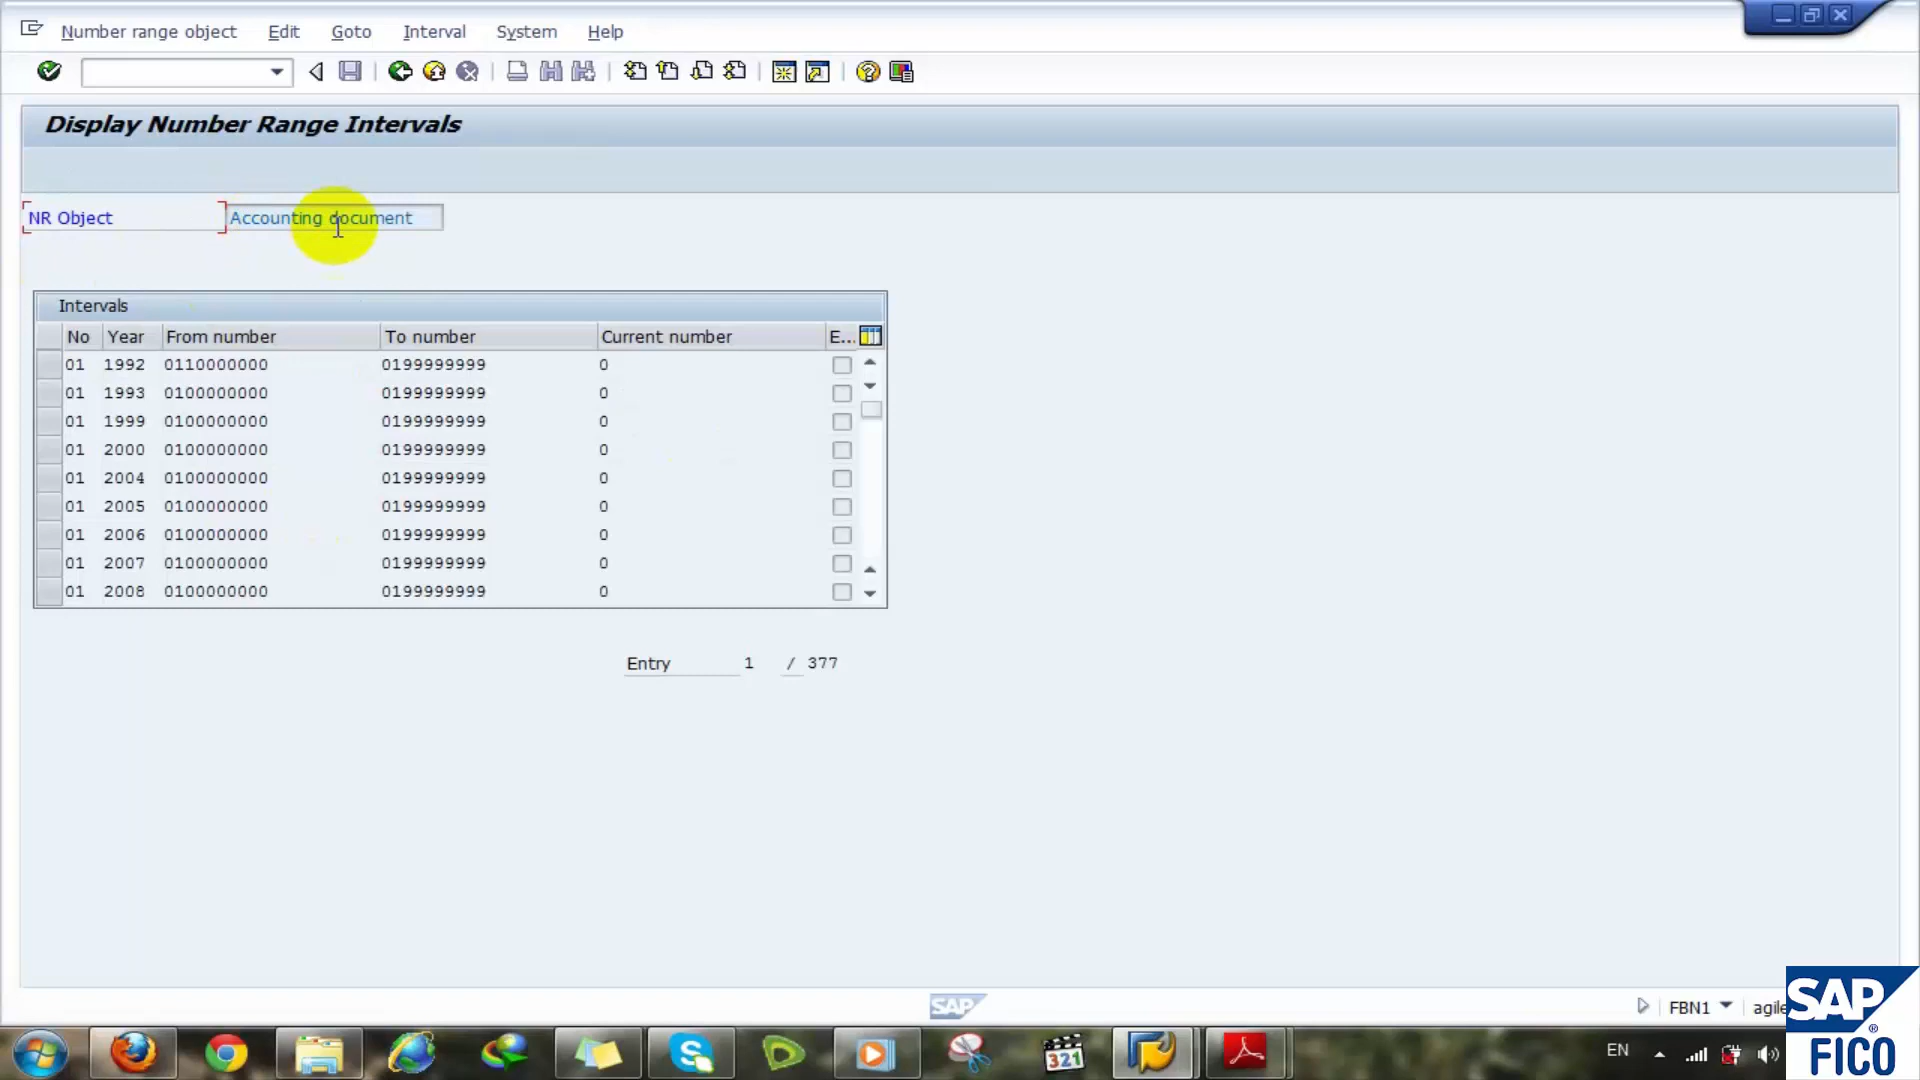 Number range object Edit Goto Interval System Help
Display Number Range Intervals
NR Object Accounting document
Intervals
No Year From number To number Current number E...
01 1992 0110000000 0199999999 0
01 1993 0100000000 0199999999 0
01 1999 0100000000 0199999999 0
01 2000 0100000000 0199999999 0
01 2004 0100000000 0199999999 0
01 2005 0100000000 0199999999 0
01 2006 0100000000 0199999999 0
01 2007 0100000000 0199999999 0
01 2008 0100000000 0199999999 0
Entry 1 / 377
SAP FBN1 agile
SAP®
FICO
EN
321